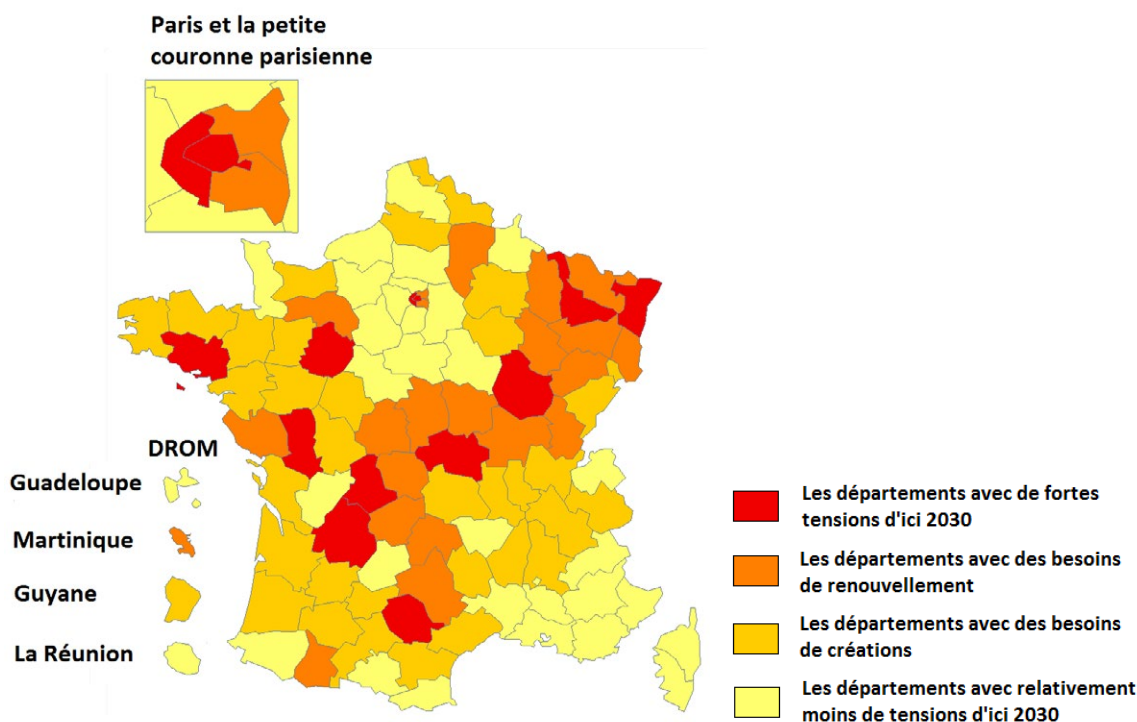 Paris et la petite
couronne parisienne
DROM
Guadeloupe
Martinique
Guyane
La Réunion
Les départements avec de fortes
tensions d'ici 2030
Les départements avec des besoins
de renouvellement
Les départements avec des besoins
de créations
Les départements avec relativement
moins de tensions d'ici 2030